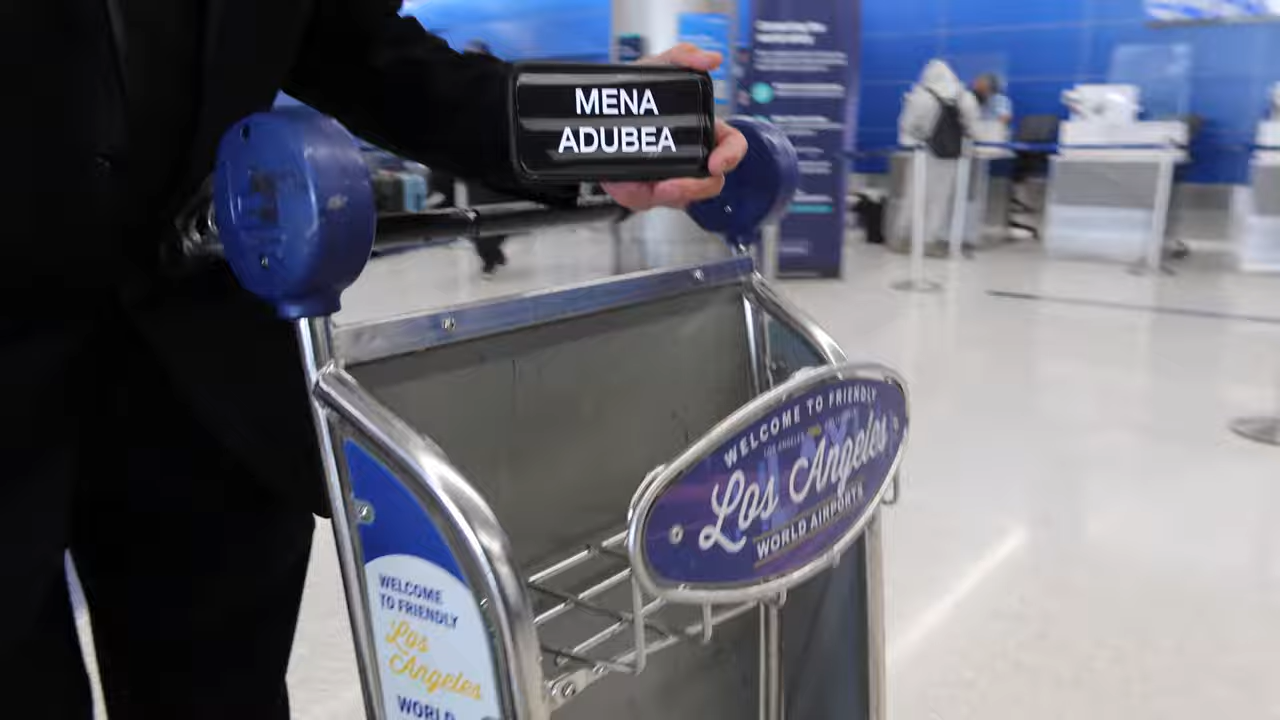 MENA
ADUBEA
WELCOME TO FRIENDLY
Los Angeles
WORLD AIRPORTS
WELCOME
TO FRIENDLY
Los
Angeles
WORLD